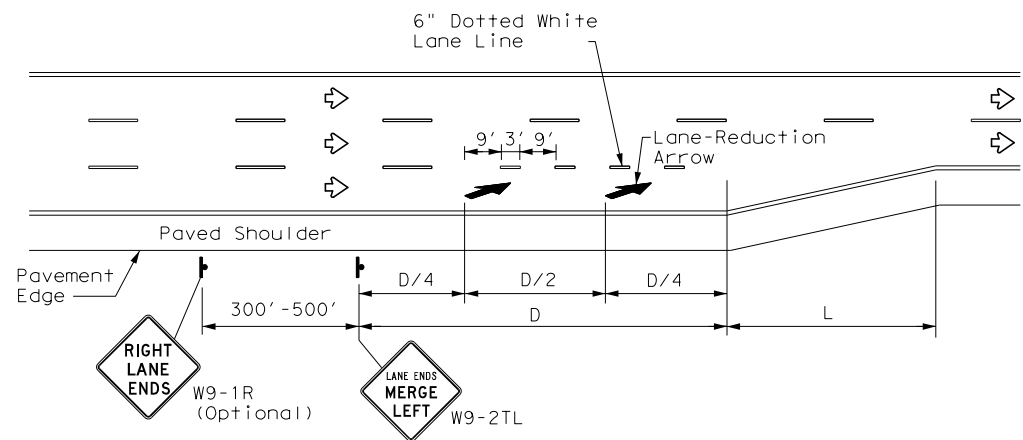 6" Dotted White
Lane Line
9' 3' 9'
Lane-Reduction
Arrow
Paved Shoulder
Pavement
Edge
D/4 D/2 D/4
300'-500' D L
RIGHT
LANE
ENDS
W9-1R
(Optional)
LANE ENDS
MERGE
LEFT
W9-2TL